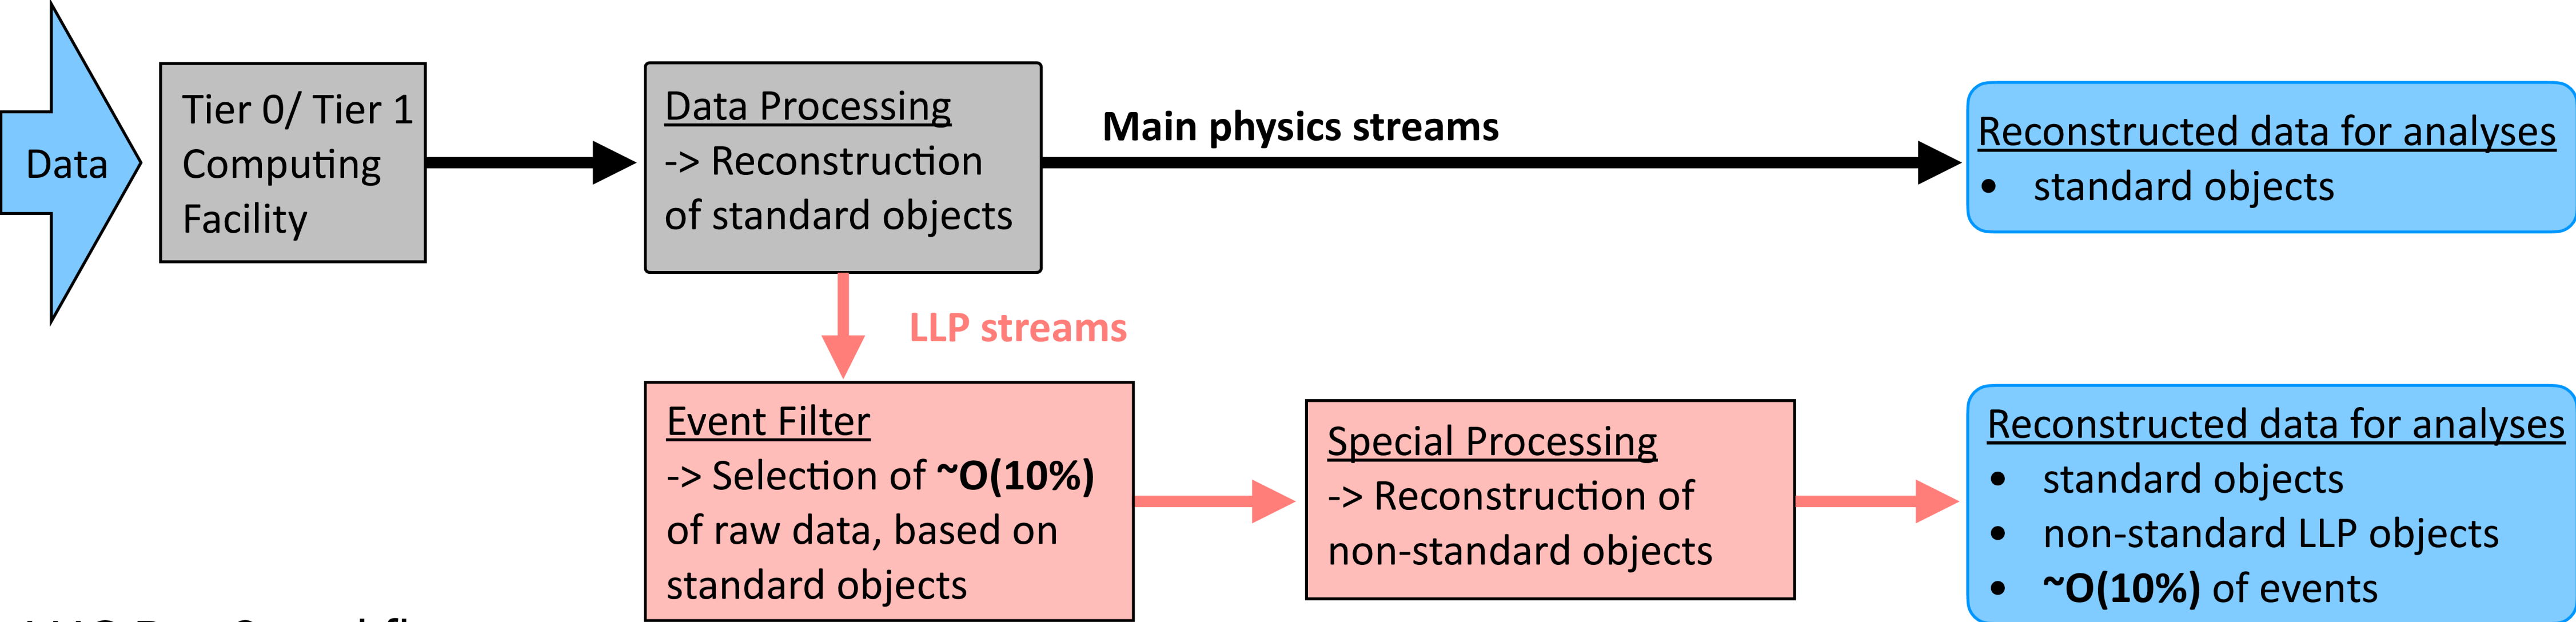 Data
Tier 0/ Tier 1
Computing
Facility
Data Processing
-> Reconstruction
of standard objects
Main physics streams
Reconstructed data for analyses
• standard objects
LLP streams
Event Filter
-> Selection of ~O(10%)
of raw data, based on
standard objects
Special Processing
-> Reconstruction of
non-standard objects
Reconstructed data for analyses
• standard objects
• non-standard LLP objects
• ~O(10%) of events